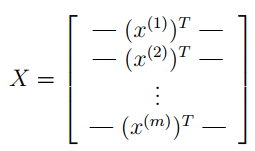 — (x⁽¹⁾)ᵀ —
— (x⁽²⁾)ᵀ —
X = ⋮
— (x⁽ᵐ⁾)ᵀ —